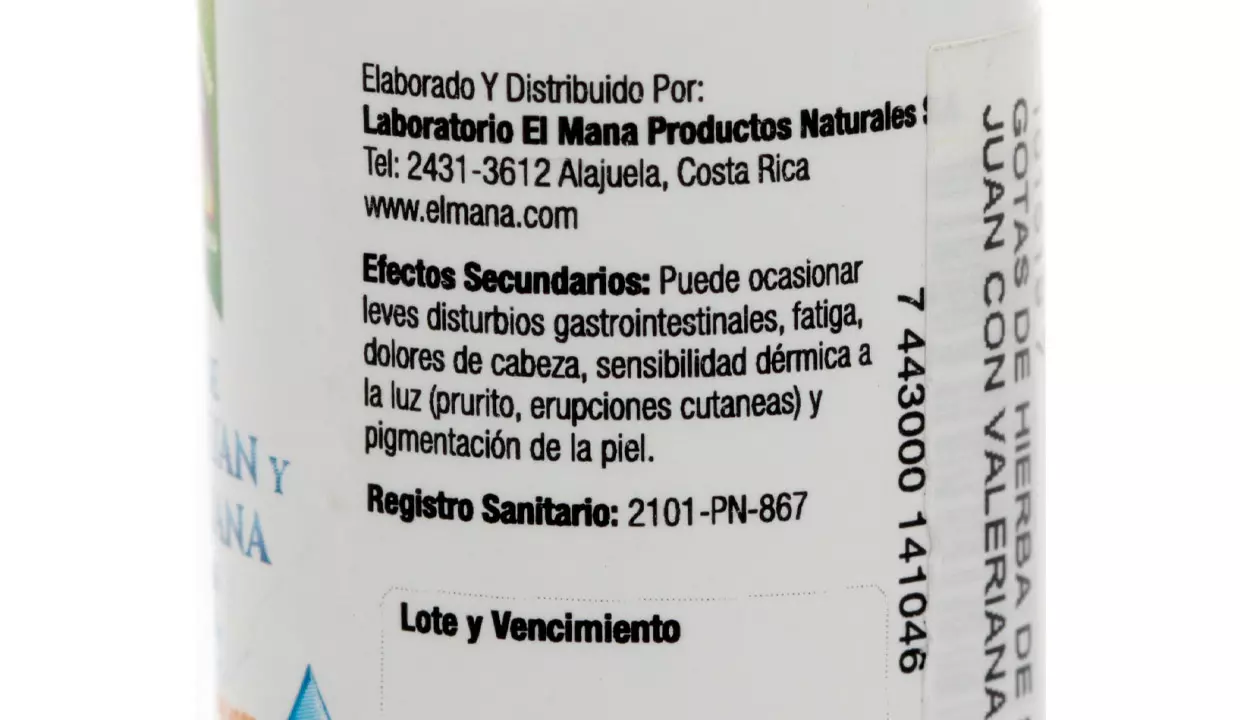 Elaborado Y Distribuido Por:
Laboratorio El Mana Productos Naturales
Tel: 2431-3612 Alajuela, Costa Rica
www.elmana.com
Efectos Secundarios: Puede ocasionar
leves disturbios gastrointestinales, fatiga,
dolores de cabeza, sensibilidad dérmica a
la luz (prurito, erupciones cutaneas) y
pigmentación de la piel.
Registro Sanitario: 2101-PN-867
Lote y Vencimiento
7 443000 141046
GOTAS DE HIERBA DE
JUAN CON VALERIANA
Y